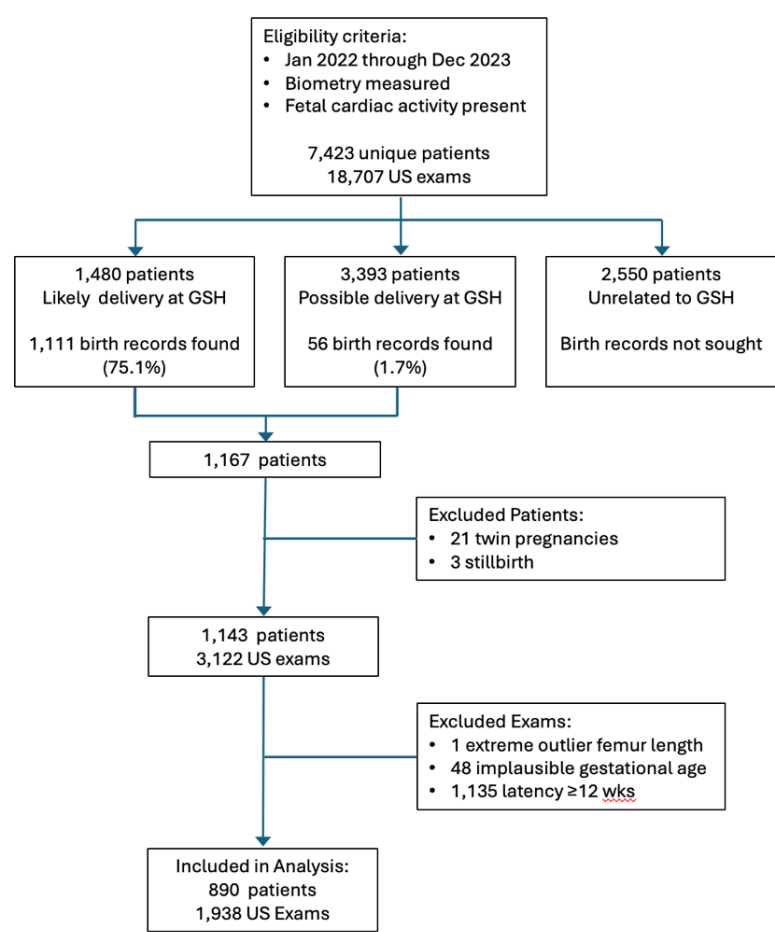 Eligibility criteria:
• Jan 2022 through Dec 2023
• Biometry measured
• Fetal cardiac activity present
7,423 unique patients
18,707 US exams
1,480 patients
Likely delivery at GSH
1,111 birth records found
(75.1%)
3,393 patients
Possible delivery at GSH
56 birth records found
(1.7%)
2,550 patients
Unrelated to GSH
Birth records not sought
1,167 patients
Excluded Patients:
• 21 twin pregnancies
• 3 stillbirth
1,143 patients
3,122 US exams
Excluded Exams:
• 1 extreme outlier femur length
• 48 implausible gestational age
• 1,135 latency ≥12 wks
Included in Analysis:
890 patients
1,938 US Exams